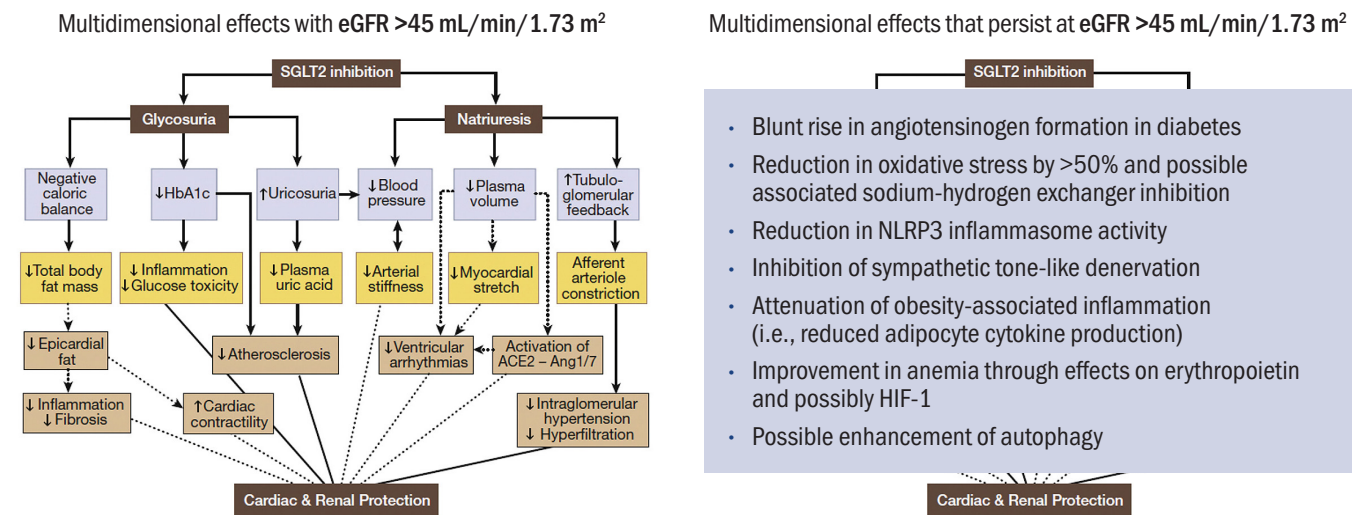 Multidimensional effects with eGFR >45 mL/min/1.73 m²
SGLT2 inhibition
Glycosuria
Natriuresis
Negative
caloric
balance
↓HbA1c
↑Uricosuria
↓Blood
pressure
↓Plasma
volume
↑Tubulo-
glomerular
feedback
↓Total body
fat mass
↓Inflammation
↓Glucose toxicity
↓Plasma
uric acid
↓Arterial
stiffness
↓Myocardial
stretch
Afferent
arteriole
constriction
↓Epicardial
fat
↓Atherosclerosis
↓Ventricular
arrhythmias
Activation of
ACE2 – Ang1/7
↓Inflammation
↓Fibrosis
↑Cardiac
contractility
↓Intraglomerular
hypertension
↓Hyperfiltration
Cardiac & Renal Protection
Multidimensional effects that persist at eGFR >45 mL/min/1.73 m²
SGLT2 inhibition
• Blunt rise in angiotensinogen formation in diabetes
• Reduction in oxidative stress by >50% and possible
associated sodium-hydrogen exchanger inhibition
• Reduction in NLRP3 inflammasome activity
• Inhibition of sympathetic tone-like denervation
• Attenuation of obesity-associated inflammation
(i.e., reduced adipocyte cytokine production)
• Improvement in anemia through effects on erythropoietin
and possibly HIF-1
• Possible enhancement of autophagy
Cardiac & Renal Protection